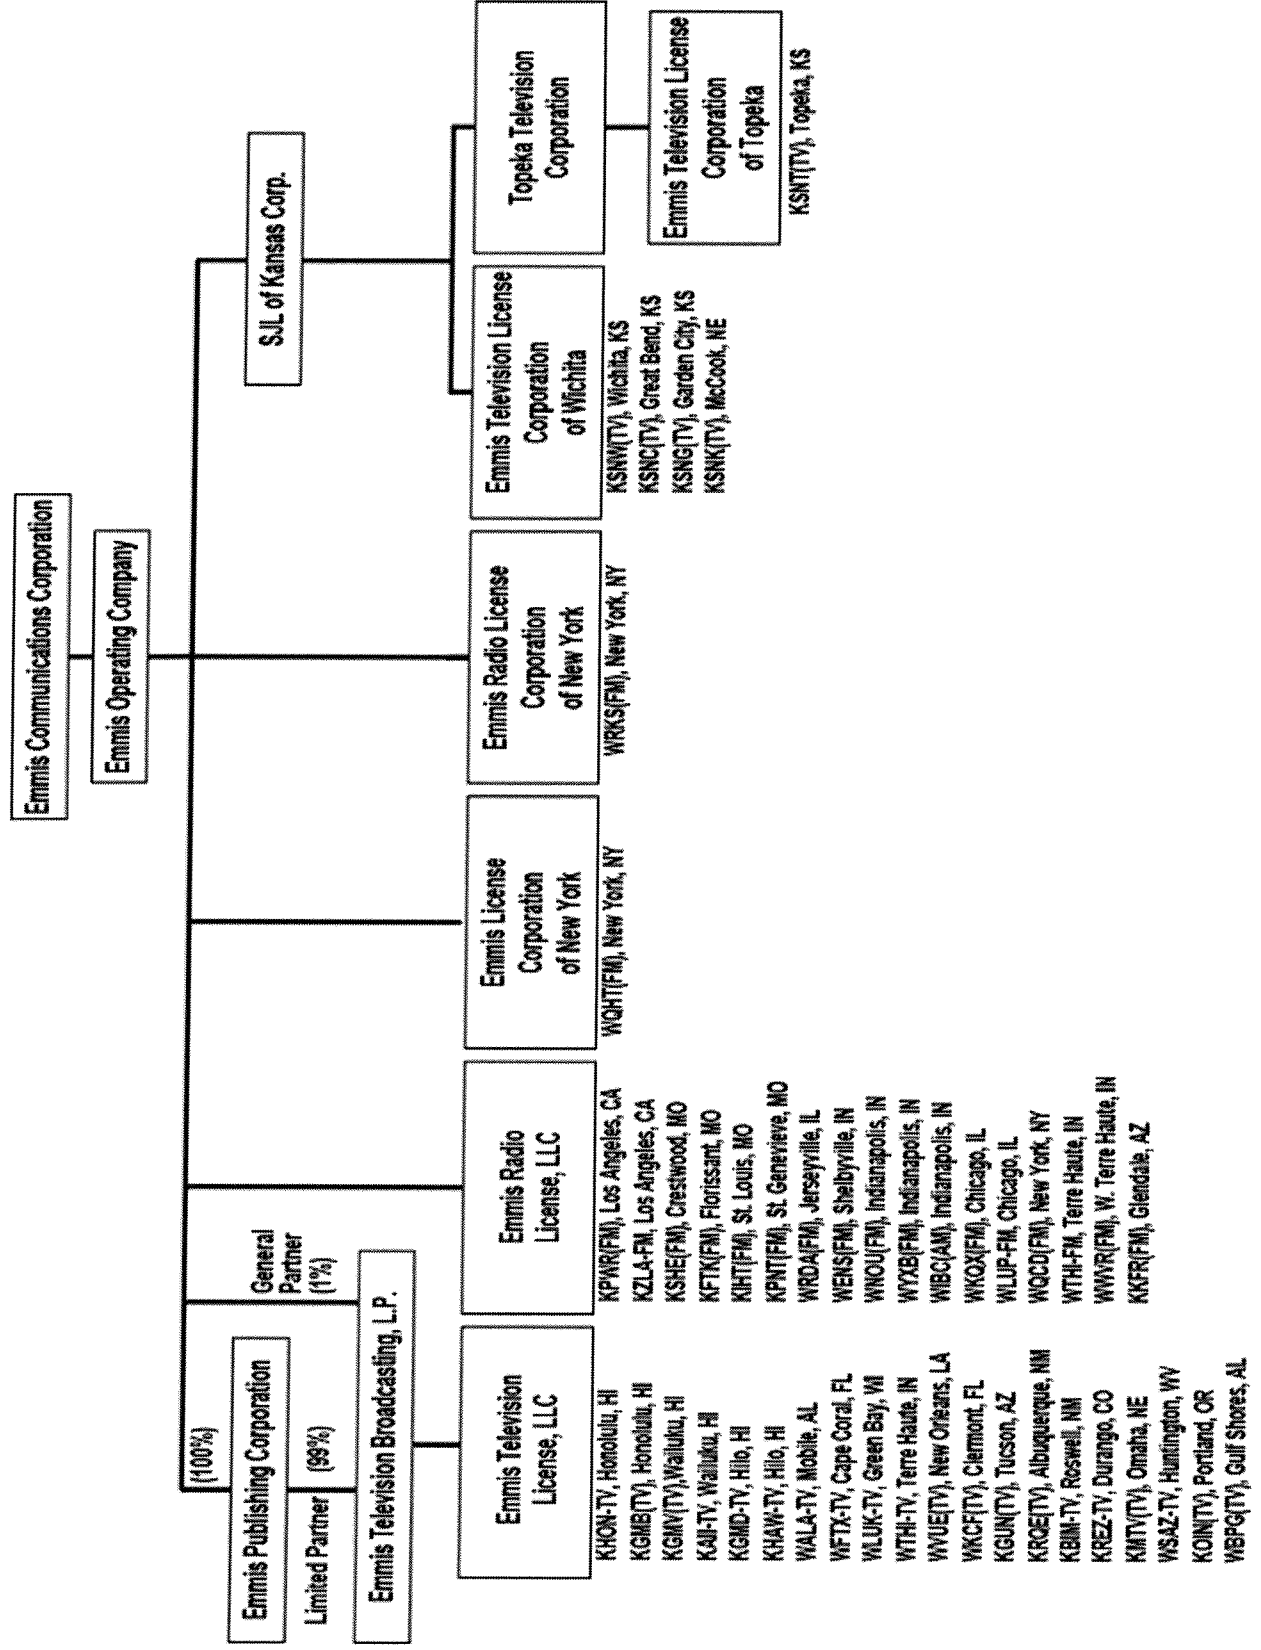 Emmis Communications Corporation
Emmis Operating Company
(100%)
Emmis Publishing Corporation
Limited Partner
(99%)
General
Partner
(1%)
Emmis Television Broadcasting, L.P.
SJL of Kansas Corp.
Emmis Television
License, LLC
KHON-TV, Honolulu, HI
KGMB(TV), Honolulu, HI
KGMV(TV),Wailuku, HI
KAII-TV, Wailuku, HI
KGMD-TV, Hilo, HI
KHAW-TV, Hilo, HI
WALA-TV, Mobile, AL
WFTX-TV, Cape Coral, FL
WLUK-TV, Green Bay, WI
WTHI-TV, Terre Haute, IN
WVUE(TV), New Orleans, LA
WKCF(TV), Clermont, FL
KGUN(TV), Tucson, AZ
KRQE(TV), Albuquerque, NM
KBIM-TV, Roswell, NM
KREZ-TV, Durango, CO
KMTV(TV), Omaha, NE
WSAZ-TV, Huntington, WV
KOIN(TV), Portland, OR
WBPG(TV), Gulf Shores, AL
Emmis Radio
License, LLC
KPWR(FM), Los Angeles, CA
KZLA-FM, Los Angeles, CA
KSHE(FM), Crestwood, MO
KFTK(FM), Florissant, MO
KIHT(FM), St. Louis, MO
KPNT(FM), St. Genevieve, MO
WRDA(FM), Jerseyville, IL
WENS(FM), Shelbyville, IN
WNOU(FM), Indianapolis, IN
WYXB(FM), Indianapolis, IN
WIBC(AM), Indianapolis, IN
WKQX(FM), Chicago, IL
WLUP-FM, Chicago, IL
WQCD(FM), New York, NY
WTHI-FM, Terre Haute, IN
WWVR(FM), W. Terre Haute, IN
KKFR(FM), Glendale, AZ
Emmis License
Corporation
of New York
WQHT(FM), New York, NY
Emmis Radio License
Corporation
of New York
WRKS(FM), New York, NY
Emmis Television License
Corporation
of Wichita
KSNW(TV), Wichita, KS
KSNC(TV), Great Bend, KS
KSNG(TV), Garden City, KS
KSNK(TV), McCook, NE
Topeka Television
Corporation
Emmis Television License
Corporation
of Topeka
KSNT(TV), Topeka, KS